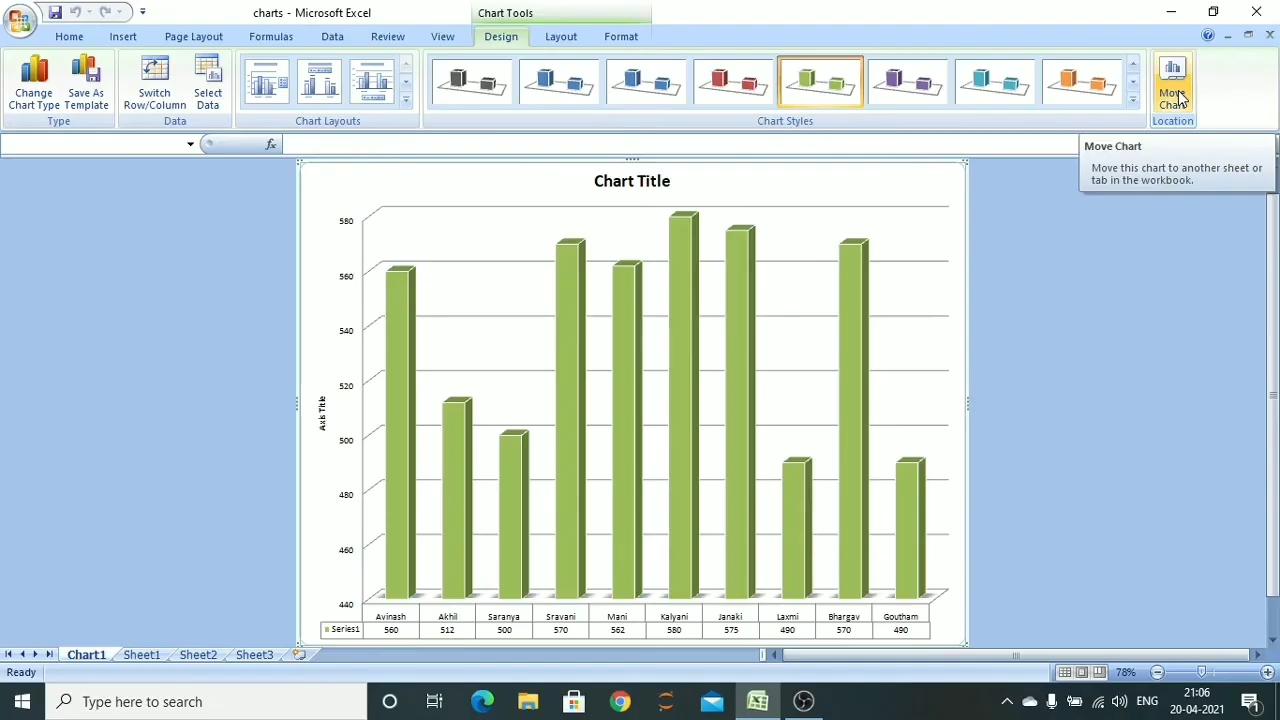 charts - Microsoft Excel
Chart Tools
Home Insert Page Layout Formulas Data Review View Design Layout Format
Change Chart Type
Save As Template
Switch Row/Column
Select Data
Move Chart
Type Data Chart Layouts Chart Styles Location
fx
Move Chart
Move this chart to another sheet or
tab in the workbook.
Chart Title
580
560
540
520
500
480
460
440
Axis Title
Avinash Akhil Saranya Sravani Mani Kalyani Janaki Laxmi Bhargav Goutham
Series1 560 512 500 570 562 580 575 490 570 490
Chart1 Sheet1 Sheet2 Sheet3
Ready 78%
Type here to search
ENG
21:06
20-04-2021
1